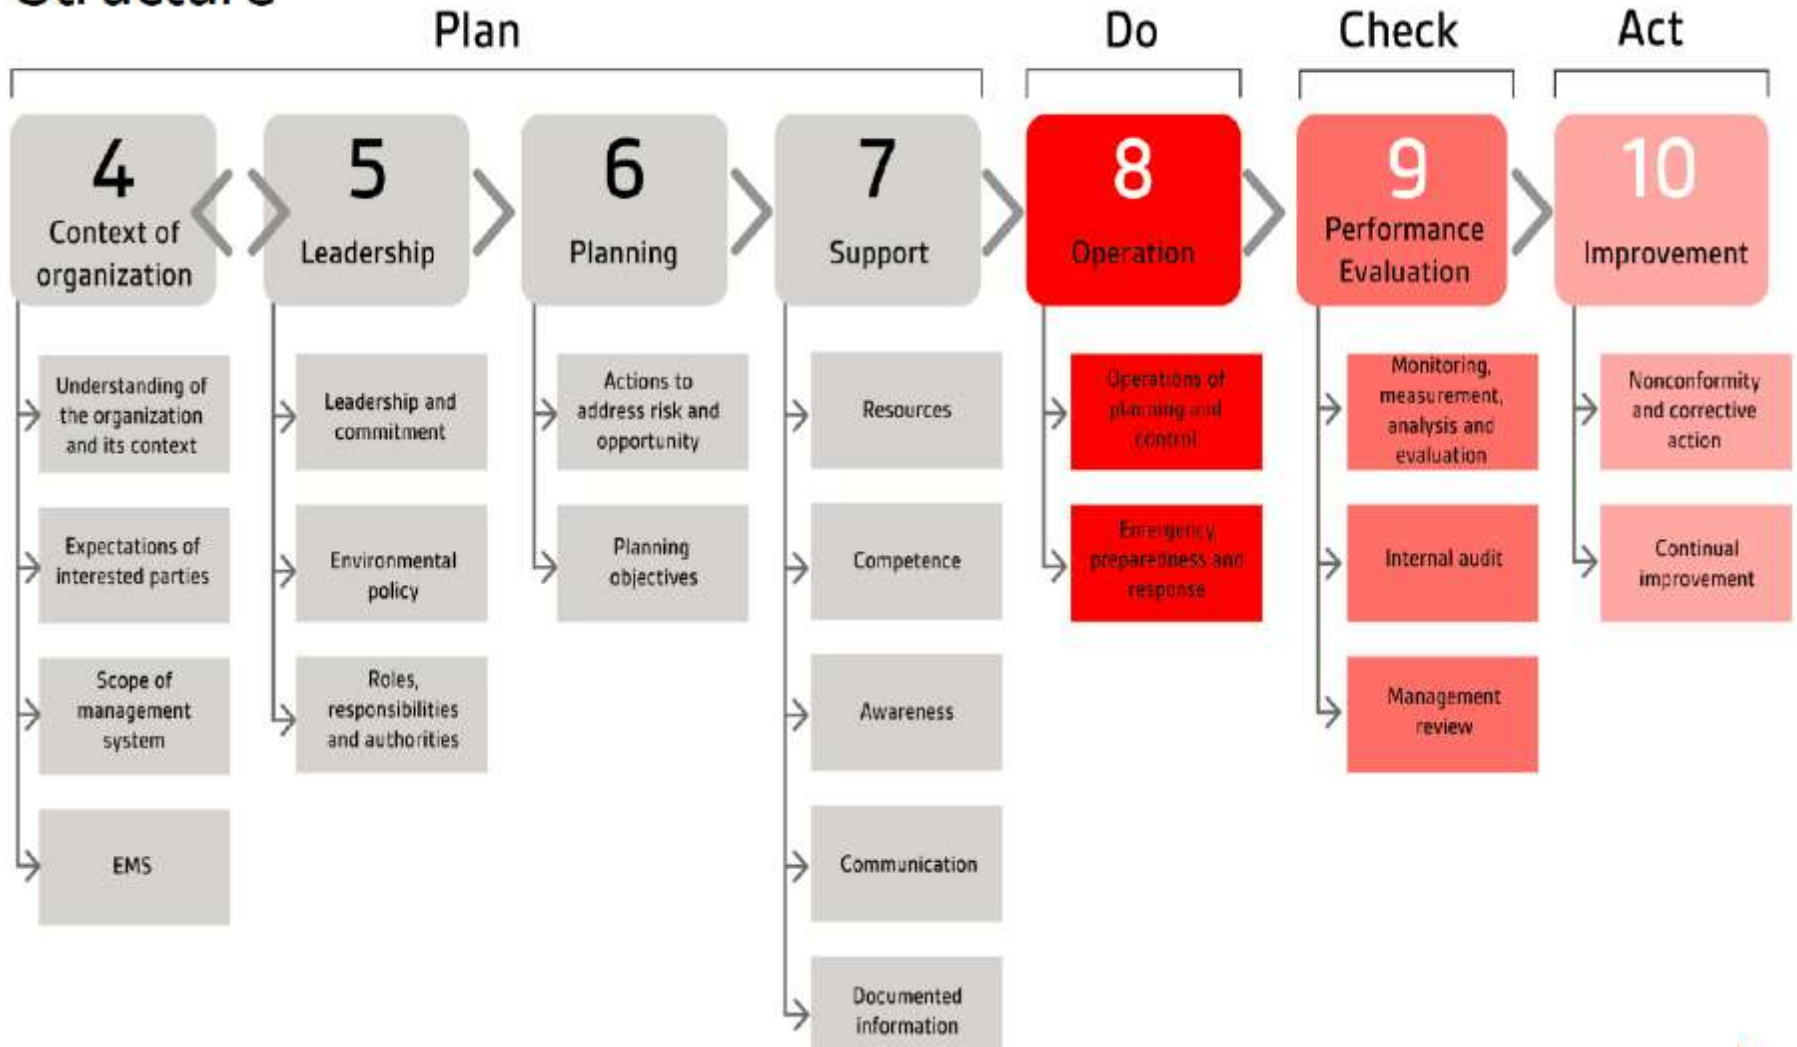 Structure
Plan
Do
Check
Act
4
Context of
organization
5
Leadership
6
Planning
7
Support
8
Operation
9
Performance
Evaluation
10
Improvement
Understanding of
the organization
and its context
Expectations of
interested parties
Scope of
management
system
EMS
Leadership and
commitment
Environmental
policy
Roles,
responsibilities
and authorities
Actions to
address risk and
opportunity
Planning
objectives
Resources
Competence
Awareness
Communication
Documented
information
Operations of
planning and
control
Emergency,
preparedness and
response
Monitoring,
measurement,
analysis and
evaluation
Internal audit
Management
review
Nonconformity
and corrective
action
Continual
improvement